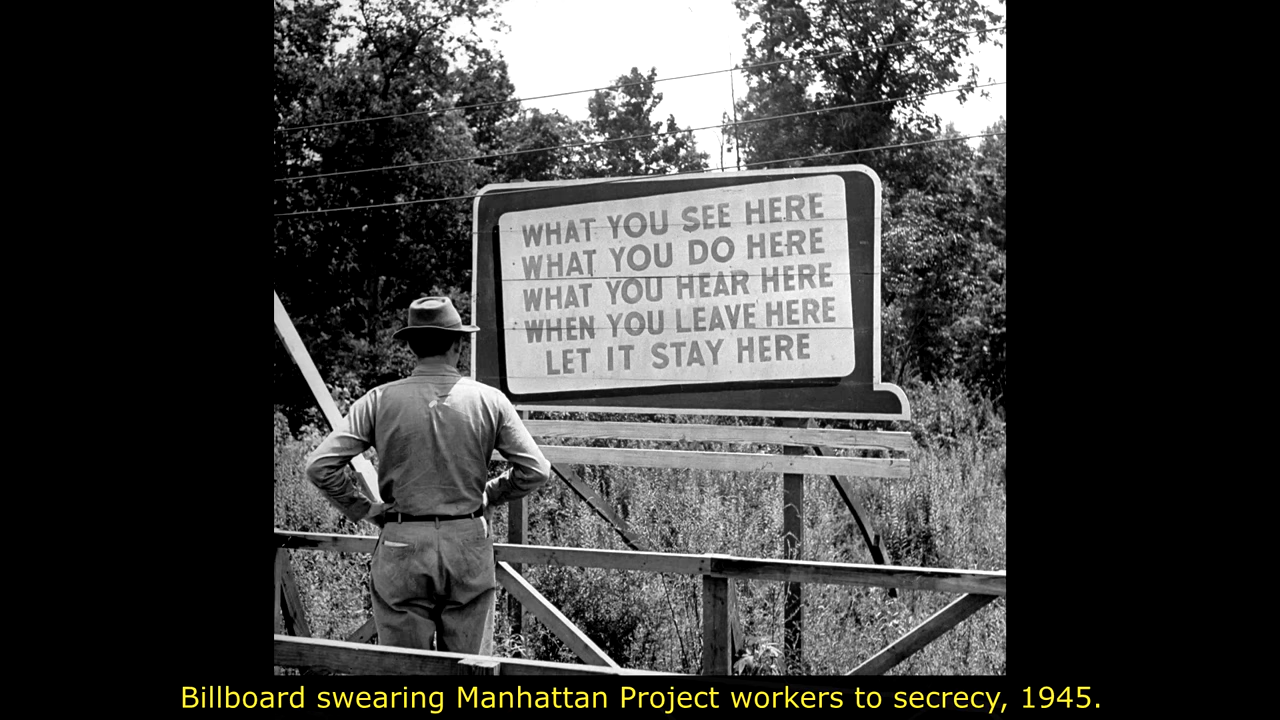 WHAT YOU SEE HERE
WHAT YOU DO HERE
WHAT YOU HEAR HERE
WHEN YOU LEAVE HERE
LET IT STAY HERE
Billboard swearing Manhattan Project workers to secrecy, 1945.